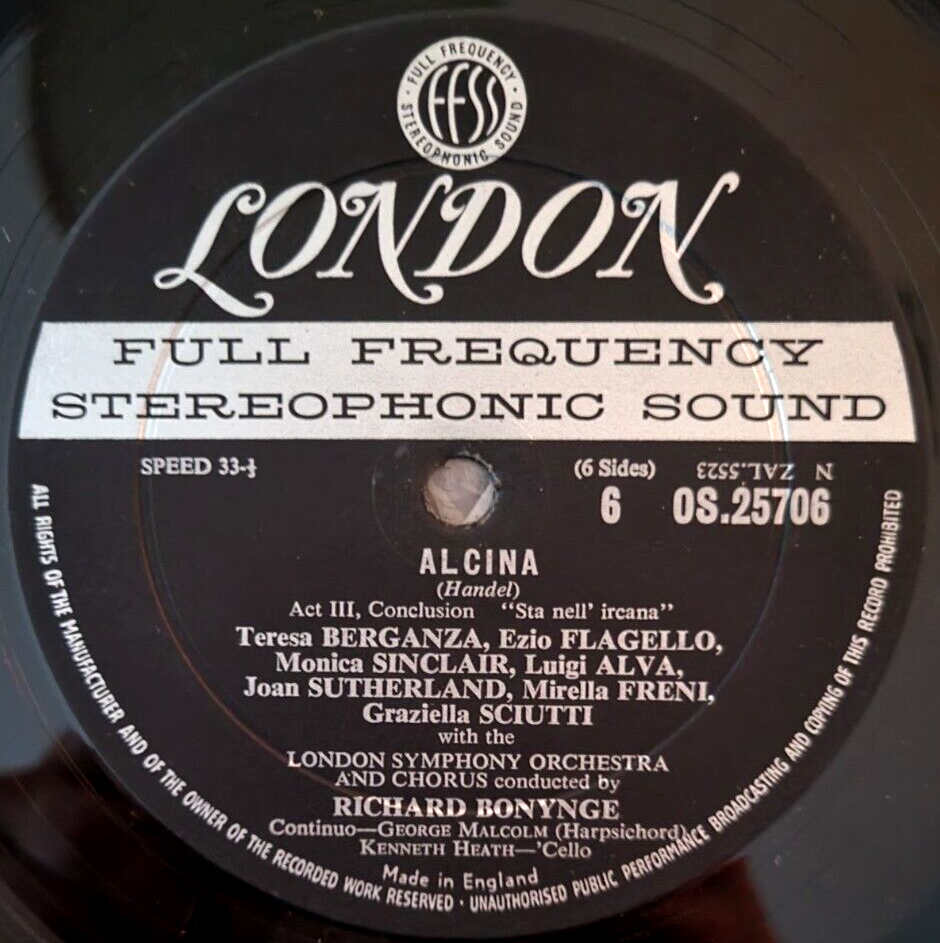 FULL FREQUENCY
FFSS
STEREOPHONIC SOUND
LONDON
FULL FREQUENCY
STEREOPHONIC SOUND
SPEED 33-⅓
(6 Sides)
N ZAL.5523
6 OS.25706
ALCINA
(Handel)
Act III, Conclusion "Sta nell' ircana"
Teresa BERGANZA, Ezio FLAGELLO,
Monica SINCLAIR, Luigi ALVA,
Joan SUTHERLAND, Mirella FRENI,
Graziella SCIUTTI
with the
LONDON SYMPHONY ORCHESTRA
AND CHORUS conducted by
RICHARD BONYNGE
Continuo—GEORGE MALCOLM (Harpsichord)
KENNETH HEATH—'Cello
Made in England
ALL RIGHTS OF THE MANUFACTURER AND OF THE OWNER OF THE RECORDED WORK RESERVED · UNAUTHORISED PUBLIC PERFORMANCE BROADCASTING AND COPYING OF THIS RECORD PROHIBITED